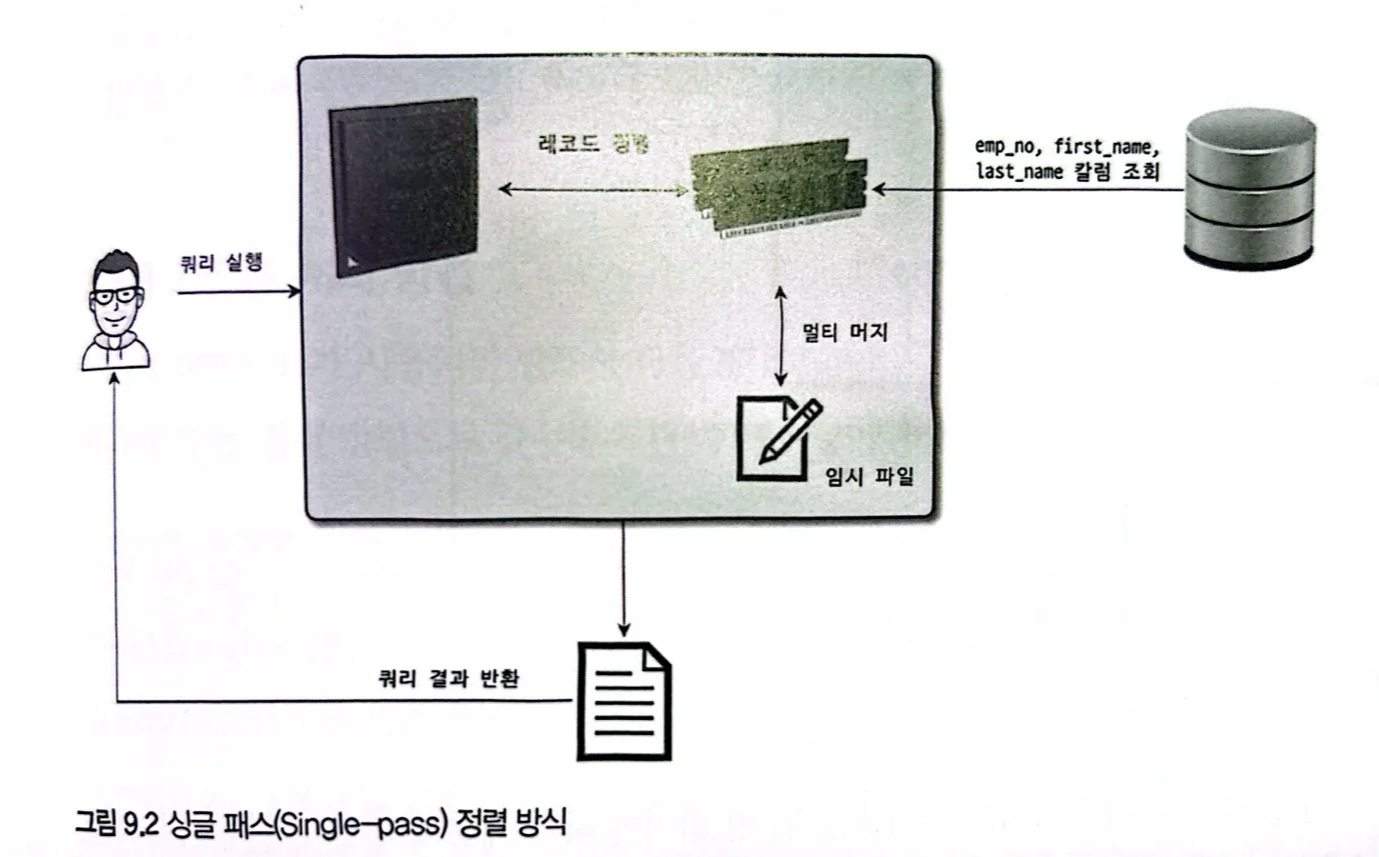 레코드 정렬
emp_no, first_name,
last_name 칼럼 조회
쿼리 실행
멀티 머지
임시 파일
쿼리 결과 반환
그림 9.2 싱글 패스(Single-pass) 정렬 방식